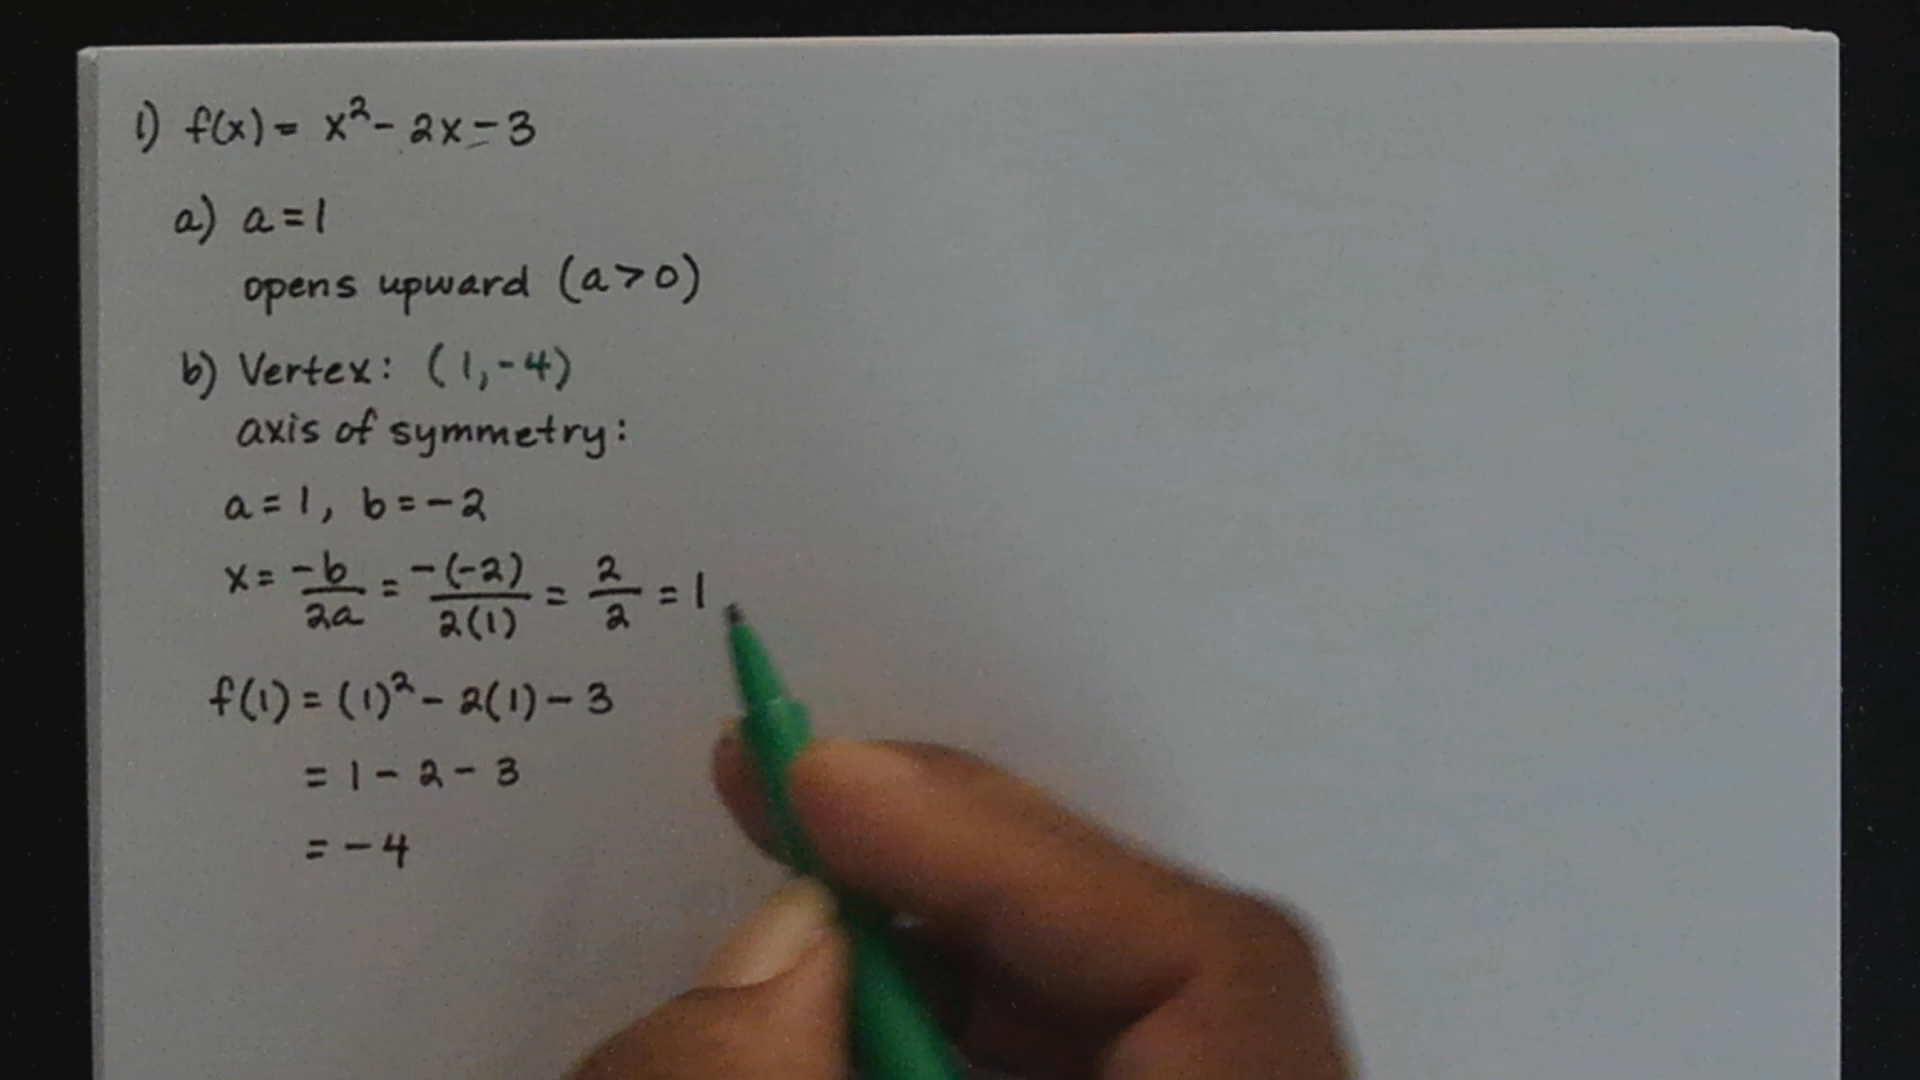 1) f(x) = x² - 2x - 3
a) a = 1
opens upward (a > 0)
b) Vertex: (1, -4)
axis of symmetry:
a = 1, b = -2
x = -b/2a = -(-2)/2(1) = 2/2 = 1
f(1) = (1)² - 2(1) - 3
= 1 - 2 - 3
= -4